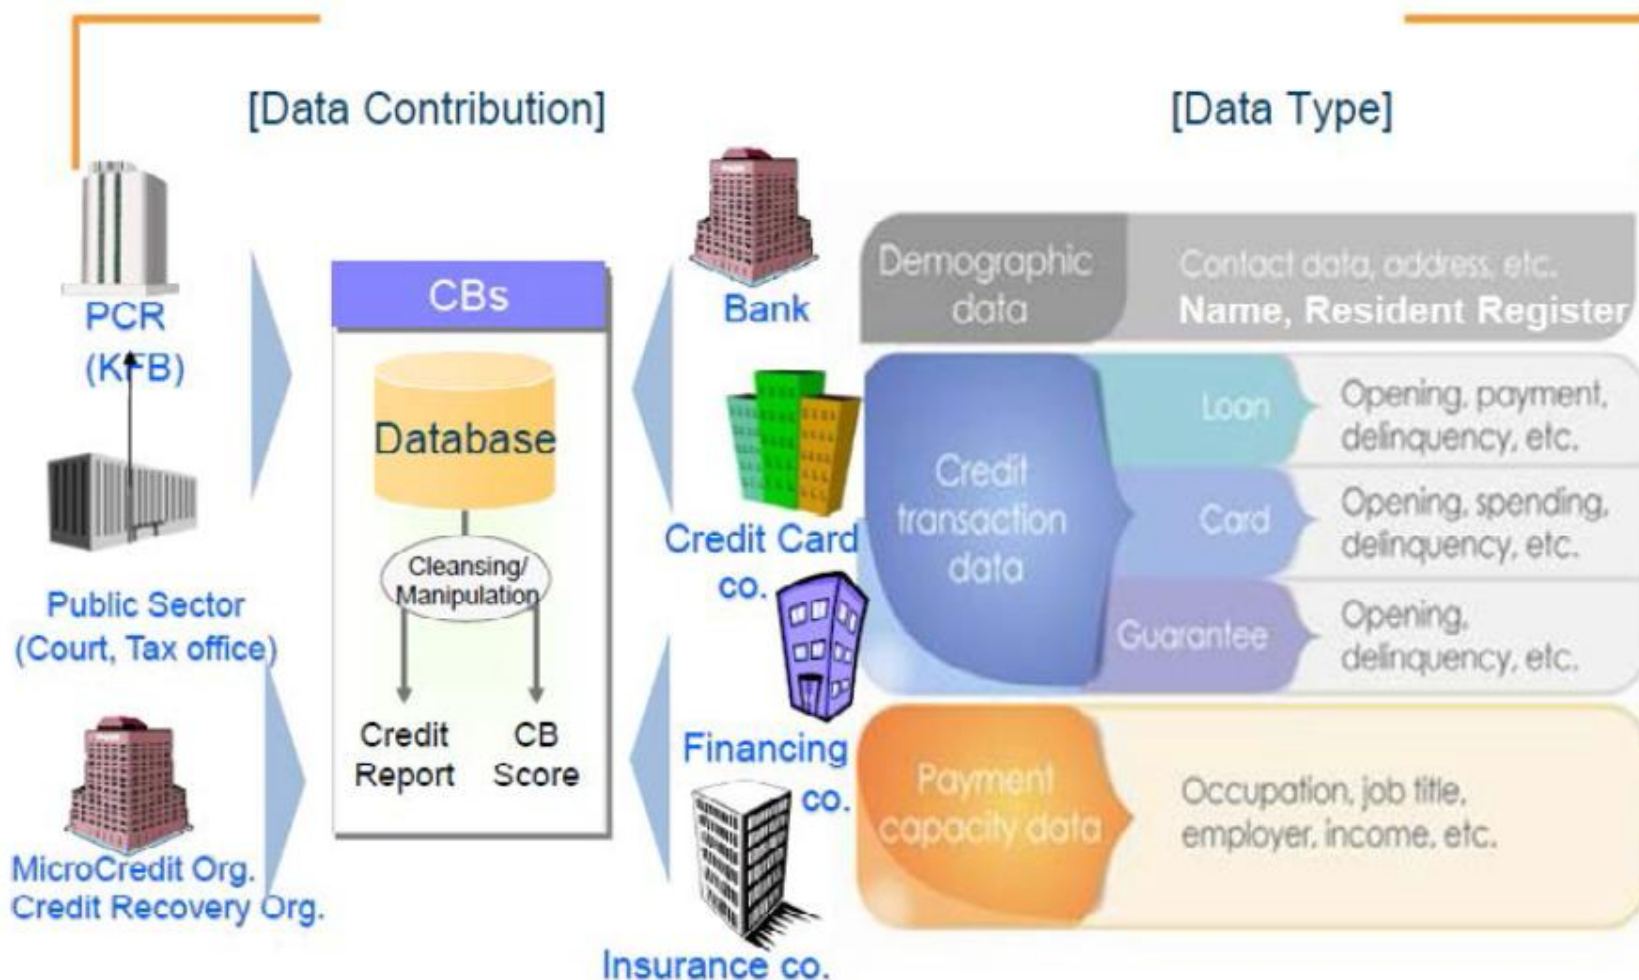 [Data Contribution]
[Data Type]
PCR
(KFB)
Public Sector
(Court, Tax office)
MicroCredit Org.
Credit Recovery Org.
CBs
Database
Cleansing/
Manipulation
Credit
Report
CB
Score
Bank
Credit Card
co.
Financing
co.
Insurance co.
Demographic
data
Contact data, address, etc.
Name, Resident Register
Credit
transaction
data
Loan
Opening, payment,
delinquency, etc.
Card
Opening, spending,
delinquency, etc.
Guarantee
Opening,
delinquency, etc.
Payment
capacity data
Occupation, job title,
employer, income, etc.